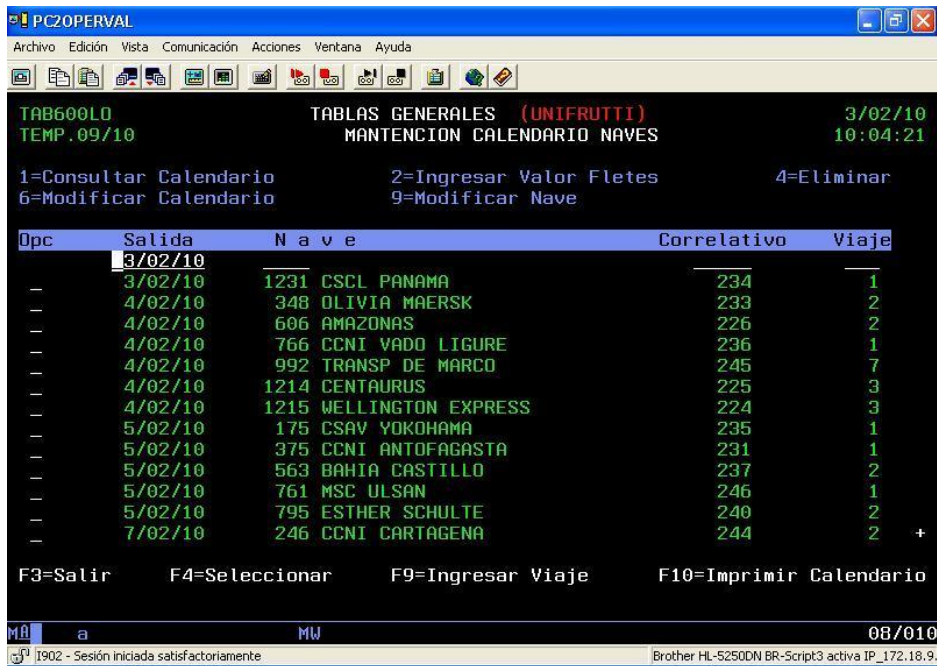 PC2OPERVAL
Archivo Edición Vista Comunicación Acciones Ventana Ayuda
TAB600LO TABLAS GENERALES (UNIFRUTTI) 3/02/10
TEMP.09/10 MANTENCION CALENDARIO NAVES 10:04:21
1=Consultar Calendario 2=Ingresar Valor Fletes 4=Eliminar
6=Modificar Calendario 9=Modificar Nave
Opc Salida N a v e Correlativo Viaje
3/02/10
_ 3/02/10 1231 CSCL PANAMA 234 1
_ 4/02/10 348 OLIVIA MAERSK 233 2
_ 4/02/10 606 AMAZONAS 226 2
_ 4/02/10 766 CCNI VADO LIGURE 236 1
_ 4/02/10 992 TRANSP DE MARCO 245 7
_ 4/02/10 1214 CENTAURUS 225 3
_ 4/02/10 1215 WELLINGTON EXPRESS 224 3
_ 5/02/10 175 CSAV YOKOHAMA 235 1
_ 5/02/10 375 CCNI ANTOFAGASTA 231 1
_ 5/02/10 563 BAHIA CASTILLO 237 2
_ 5/02/10 761 MSC ULSAN 246 1
_ 5/02/10 795 ESTHER SCHULTE 240 2
_ 7/02/10 246 CCNI CARTAGENA 244 2 +
F3=Salir F4=Seleccionar F9=Ingresar Viaje F10=Imprimir Calendario
MA a MW 08/010
I902 - Sesión iniciada satisfactoriamente Brother HL-5250DN BR-Script3 activa IP_172.18.9.